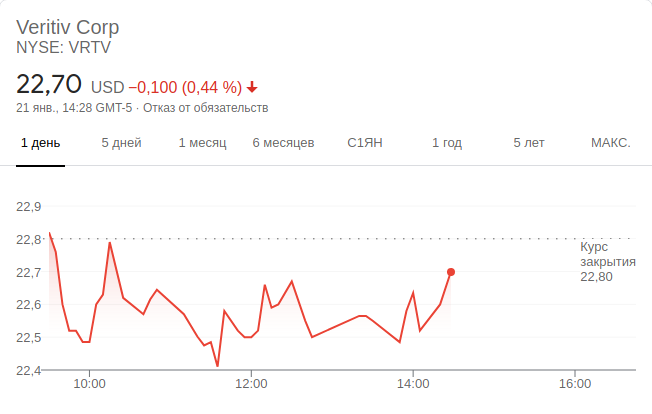 Veritiv Corp
NYSE: VRTV
22,70 USD −0,100 (0,44 %)
21 янв., 14:28 GMT-5 · Отказ от обязательств
1 день 5 дней 1 месяц 6 месяцев С1ЯН 1 год 5 лет МАКС.
22,9
22,8
Курс
закрытия
22,80
22,7
22,6
22,5
22,4
10:00 12:00 14:00 16:00